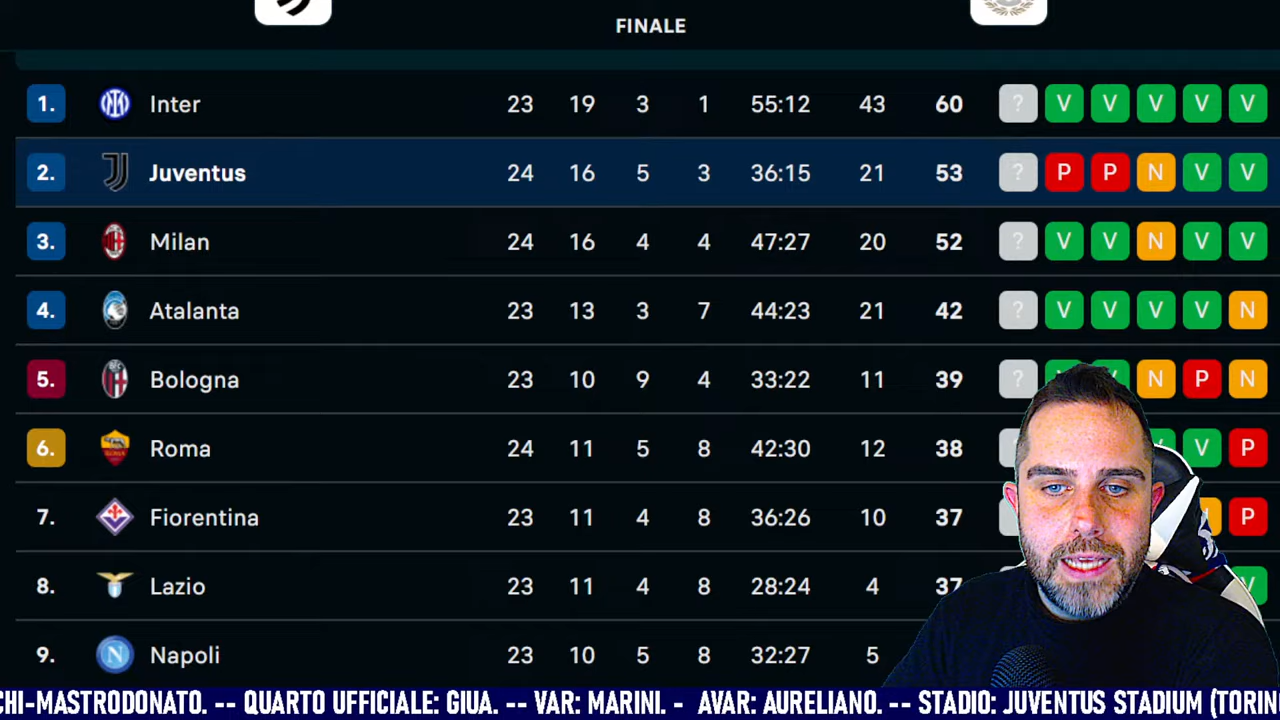 FINALE
1. Inter 23 19 3 1 55:12 43 60 ? V V V V V
2. Juventus 24 16 5 3 36:15 21 53 ? P P N V V
3. Milan 24 16 4 4 47:27 20 52 ? V V N V V
4. Atalanta 23 13 3 7 44:23 21 42 ? V V V V N
5. Bologna 23 10 9 4 33:22 11 39 ? V V N P N
6. Roma 24 11 5 8 42:30 12 38 V V P
7. Fiorentina 23 11 4 8 36:26 10 37 P
8. Lazio 23 11 4 8 28:24 4 37 V
9. Napoli 23 10 5 8 32:27 5
CHI-MASTRODONATO. -- QUARTO UFFICIALE: GIUA. -- VAR: MARINI. - AVAR: AURELIANO. -- STADIO: JUVENTUS STADIUM (TORIN